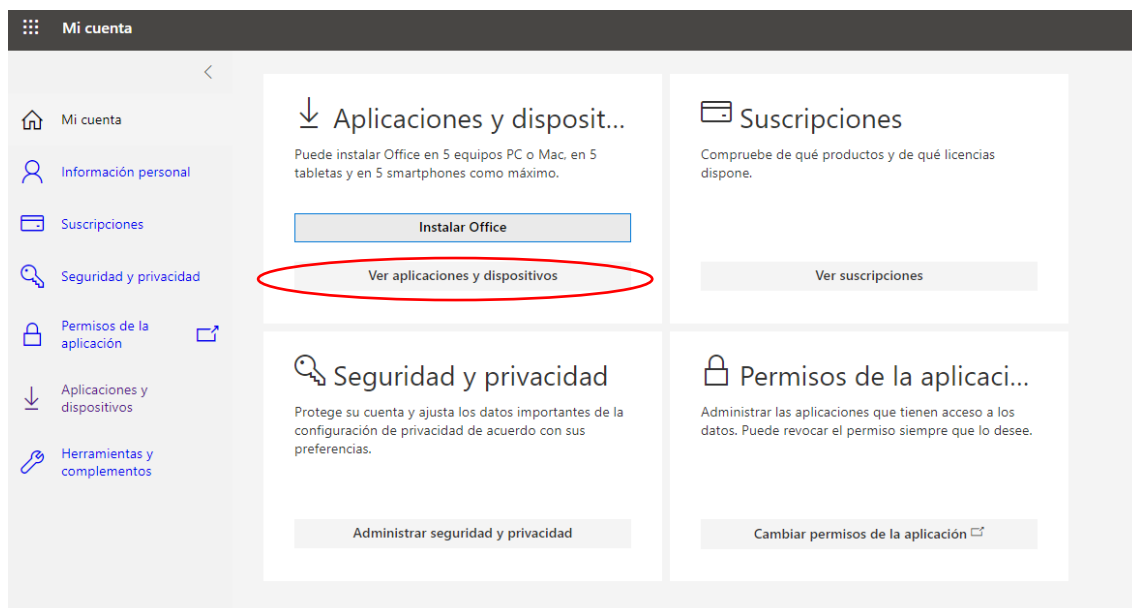 Mi cuenta
Mi cuenta
Información personal
Suscripciones
Seguridad y privacidad
Permisos de la
aplicación
Aplicaciones y
dispositivos
Herramientas y
complementos
Aplicaciones y disposit...
Puede instalar Office en 5 equipos PC o Mac, en 5
tabletas y en 5 smartphones como máximo.
Instalar Office
Ver aplicaciones y dispositivos
Suscripciones
Compruebe de qué productos y de qué licencias
dispone.
Ver suscripciones
Seguridad y privacidad
Protege su cuenta y ajusta los datos importantes de la
configuración de privacidad de acuerdo con sus
preferencias.
Administrar seguridad y privacidad
Permisos de la aplicaci...
Administrar las aplicaciones que tienen acceso a los
datos. Puede revocar el permiso siempre que lo desee.
Cambiar permisos de la aplicación